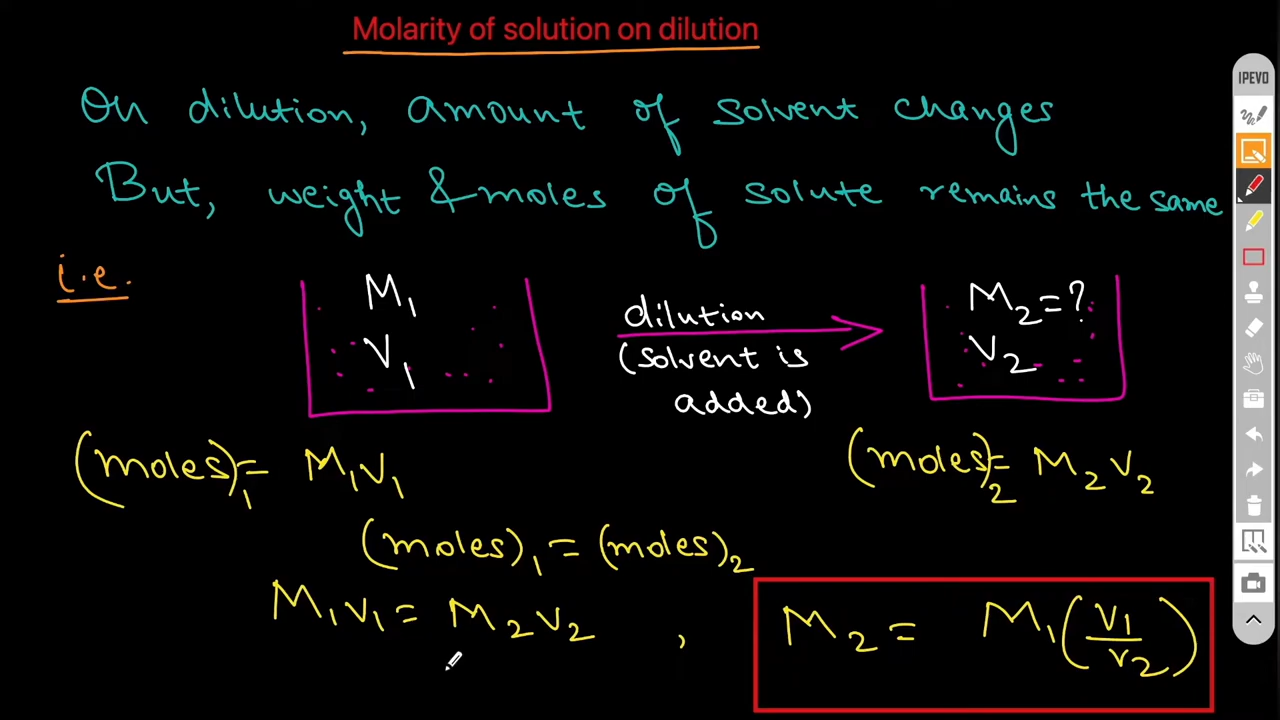 Molarity of solution on dilution
IPEVO
On dilution, amount of solvent changes
But, weight & moles of solute remains the same
i.e.
M₁
V₁
dilution
(solvent is
added)
M₂=?
V₂
(moles)₁= M₁V₁
(moles)₂= M₂V₂
(moles)₁ = (moles)₂
M₁V₁ = M₂V₂ , M₂ = M₁(V₁/V₂)